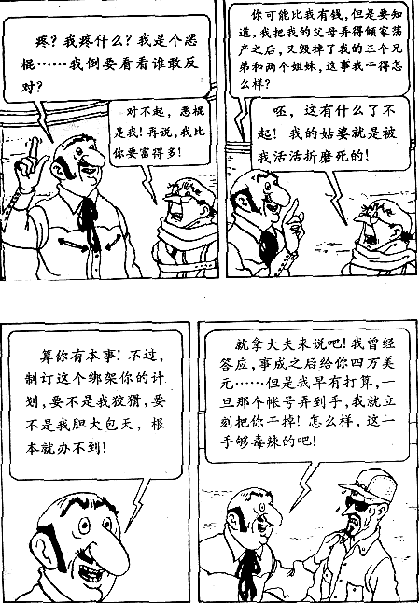 疼？我疼什么？我是个恶
棍……我倒要看看谁敢反
对？
对不起，恶棍
是我！再说，我比
你要富得多！
你可能比我有钱，但是要知
道，我把我的父母弄得倾家荡
产之后，又毁掉了我的三个兄
弟和两个姐妹，这事干得怎
么样？
呸，这有什么了不
起！我的姑婆就是被
我活活折磨死的！
算你有本事！不过，
制订这个绑架你的计
划，要不是我狡猾，要
不是我胆大包天，根
本就办不到！
就拿大夫来说吧！我曾经
答应，事成之后给你四万美
元……但是我早有打算，一
旦那个帐号弄到手，我就立
刻把你干掉！怎么样，这一
手够毒辣的吧！